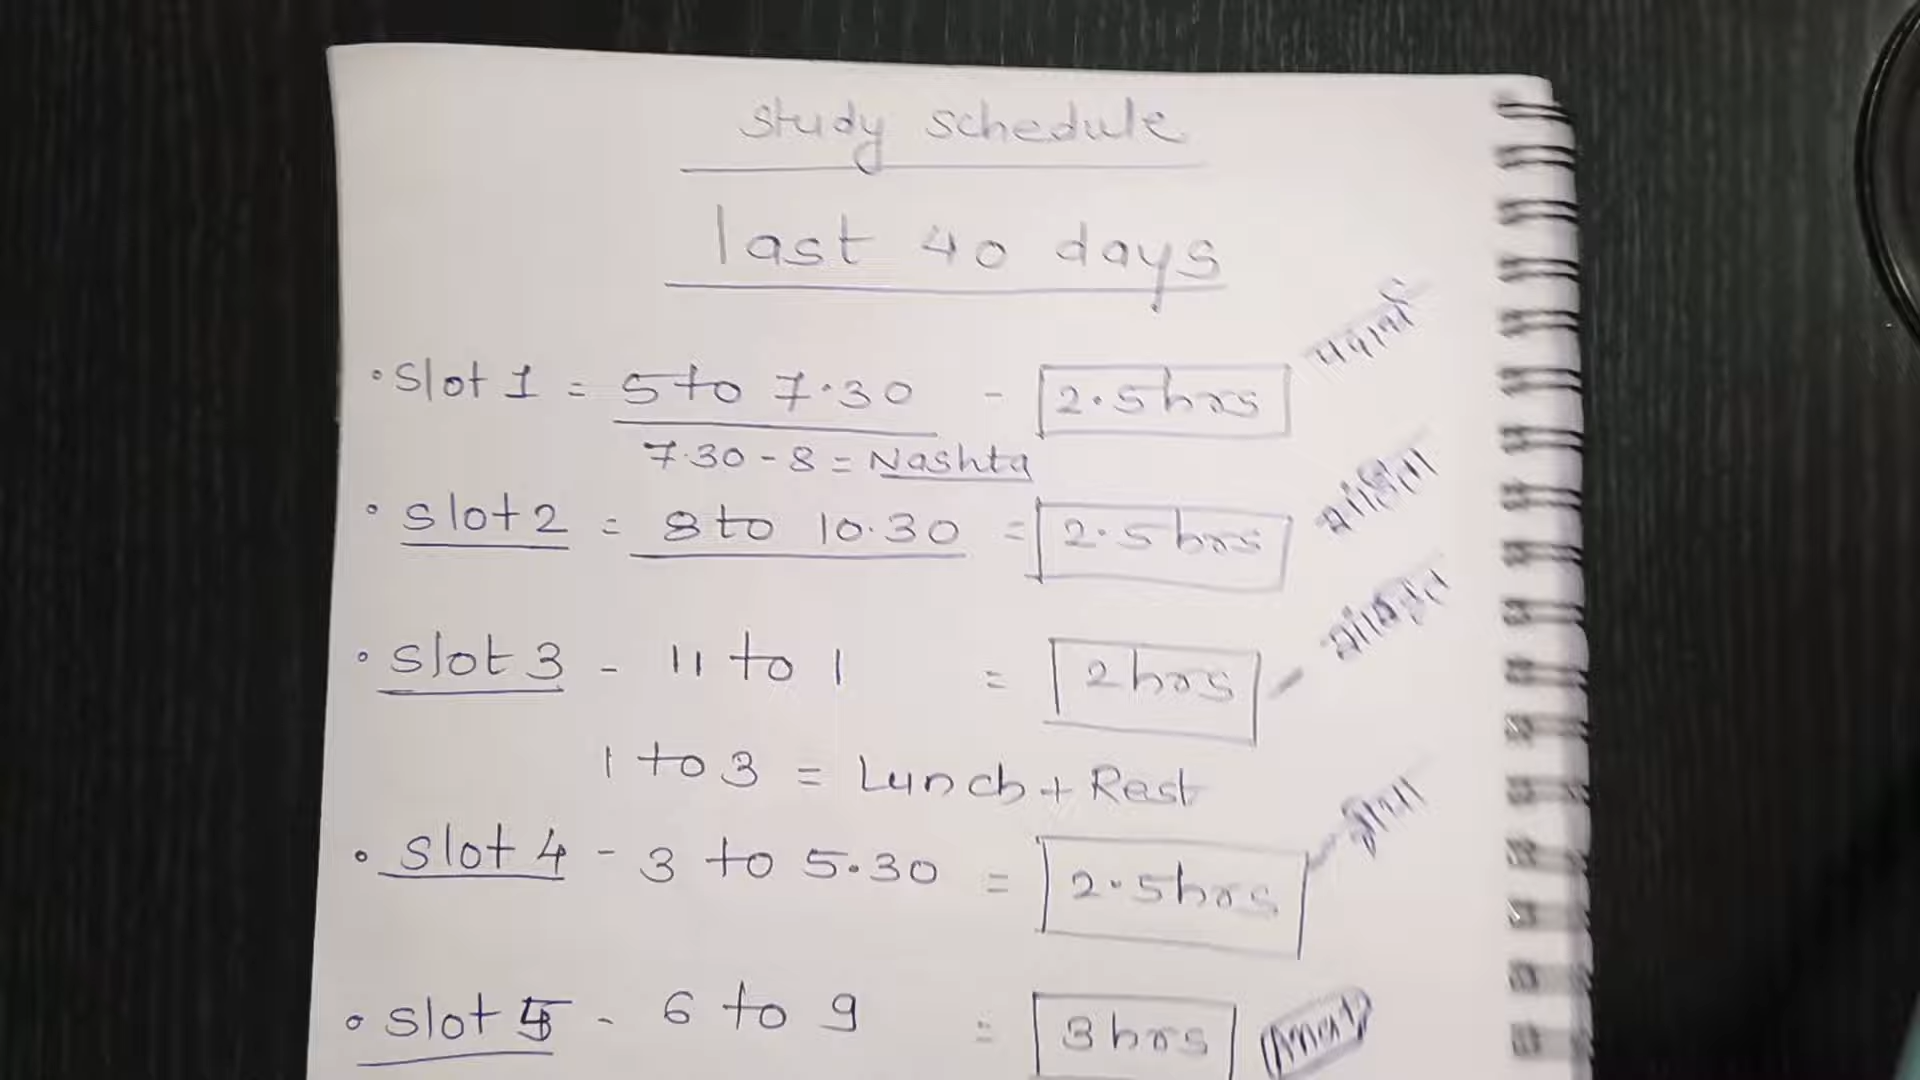 study schedule
last 40 days
• Slot 1 = 5 to 7.30 - 2.5 hrs
7.30 - 8 = Nashta
• slot 2 = 8 to 10.30 = 2.5 hrs
• slot 3 - 11 to 1 = 2 hrs -
1 to 3 = Lunch + Rest
• slot 4 - 3 to 5.30 = 2.5 hrs -
• slot 5 - 6 to 9 = 3 hrs